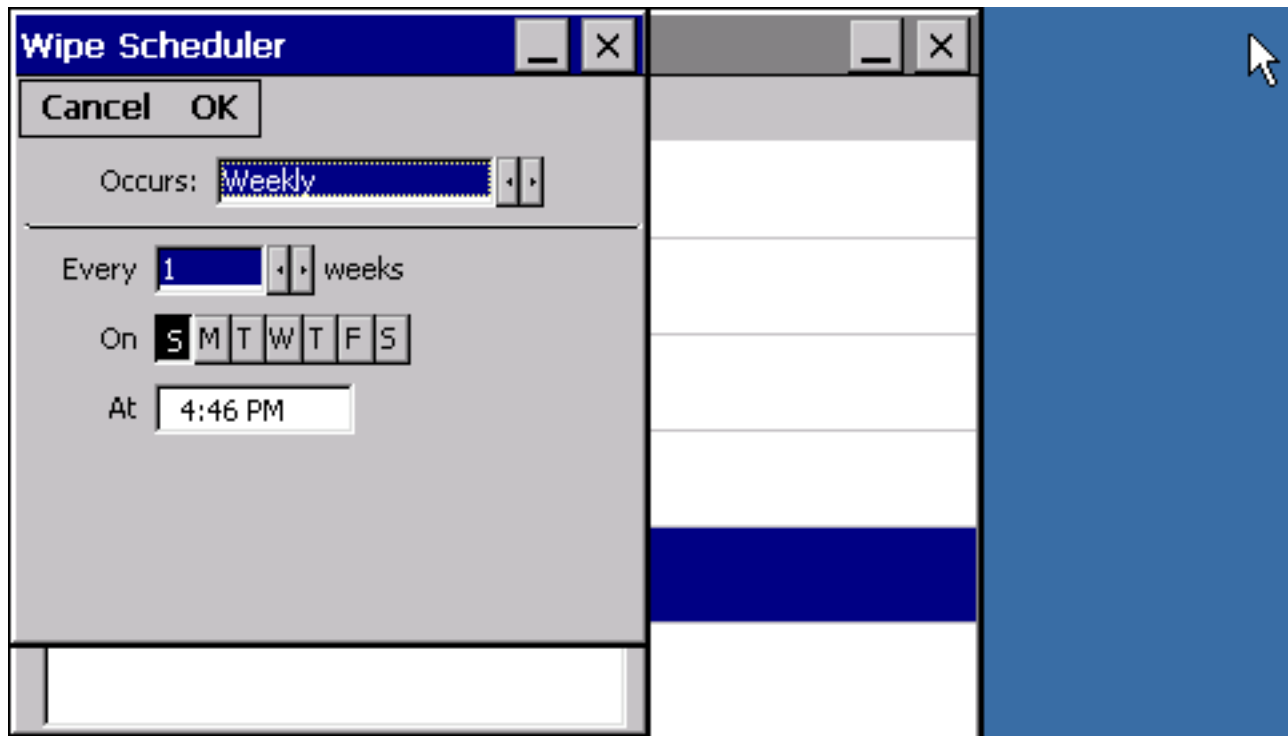 Wipe Scheduler
Cancel OK
Occurs: Weekly
Every 1 weeks
On S M T W T F S
At 4:46 PM